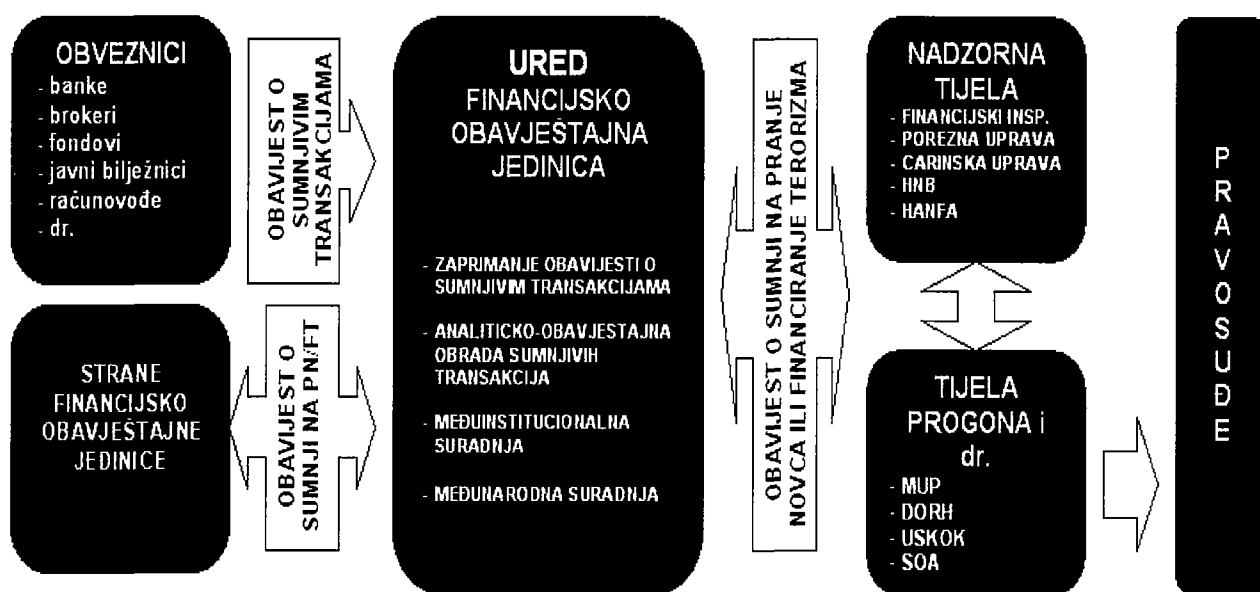 OBVEZNICI
- banke
- brokeri
- fondovi
- javni bilježnici
- računovođe
- dr.
OBAVIJEST O
SUMNJIVIM
TRANSAKCIJAMA
STRANE
FINANCIJSKO
OBAVJEŠTAJNE
JEDINICE
OBAVIJEST O
SUMNJI NA PN/FT
URED
FINANCIJSKO
OBAVJEŠTAJNA
JEDINICA
- ZAPRIMANJE OBAVIJESTI O
SUMNJIVIM TRANSAKCIJAMA
- ANALITICKO-OBAVJESTAJNA
OBRADA SUMNJIVIH
TRANSAKCIJA
- MEĐUINSTITUCIONALNA
SURADNJA
- MEĐUNARODNA SURADNJA
OBAVIJEST O SUMNJI NA PRANJE
NOVCA ILI FINANCIRANJE TERORIZMA
NADZORNA
TIJELA
- FINANCIJSKI INSP.
- POREZNA UPRAVA
- CARINSKA UPRAVA
- HNB
- HANFA
TIJELA
PROGONA i
dr.
- MUP
- DORH
- USKOK
- SOA
PRAVOSUĐE